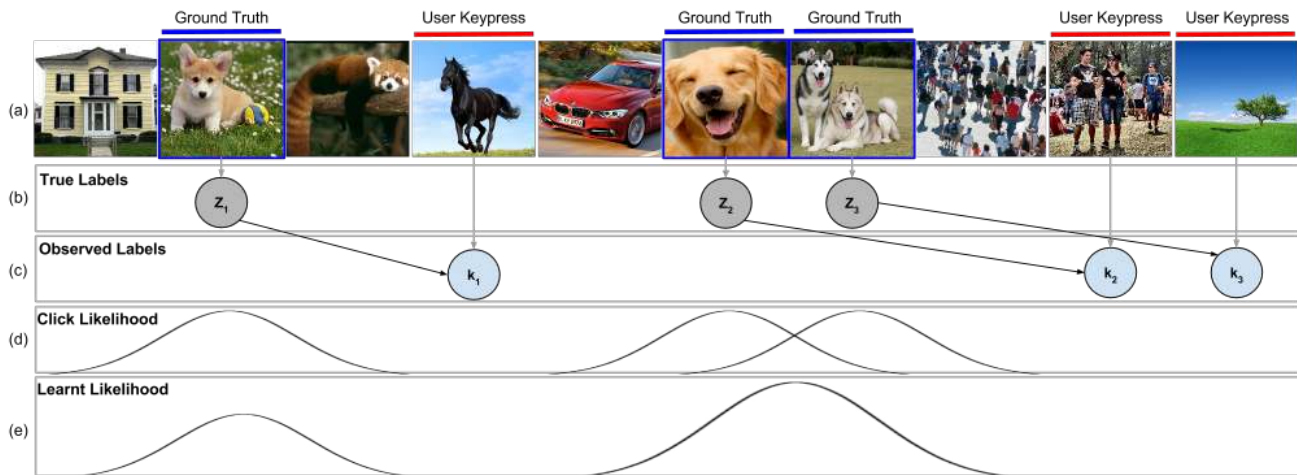 Ground Truth User Keypress Ground Truth Ground Truth User Keypress User Keypress
(a)
True Labels
(b) Z1 Z2 Z3
Observed Labels
(c) k1 k2 k3
Click Likelihood
(d)
Learnt Likelihood
(e)